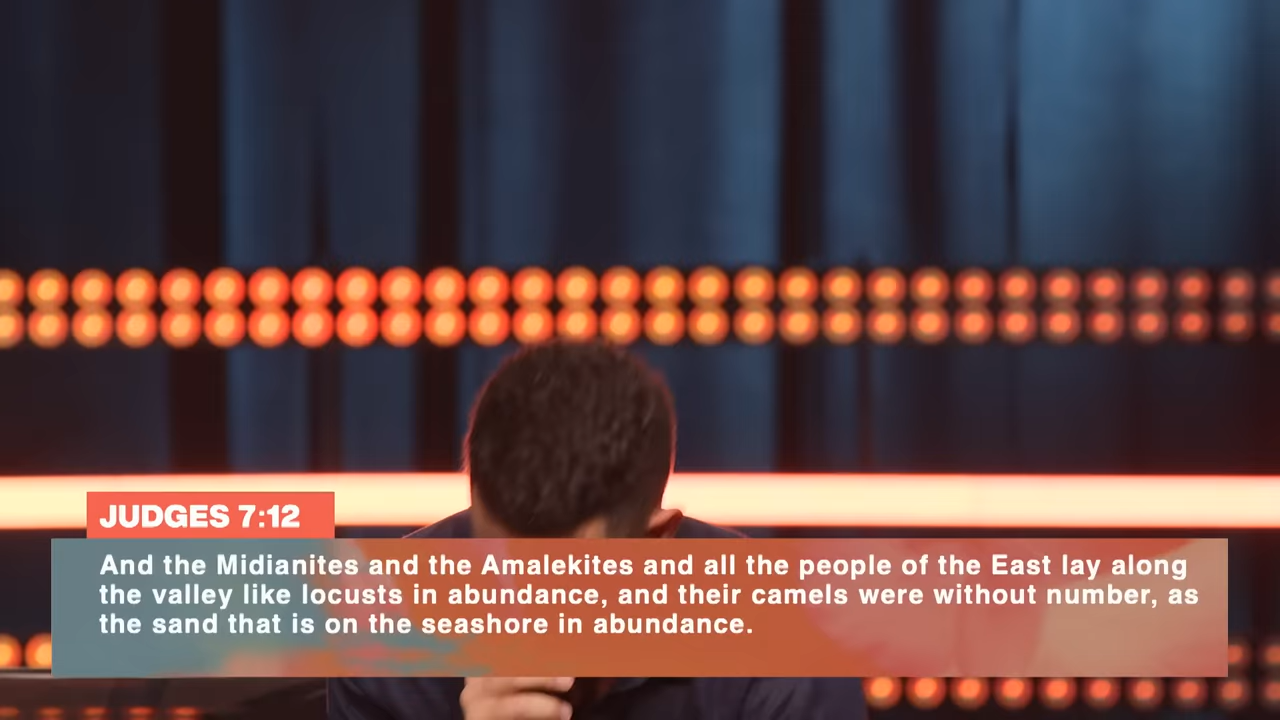 JUDGES 7:12
And the Midianites and the Amalekites and all the people of the East lay along
the valley like locusts in abundance, and their camels were without number, as
the sand that is on the seashore in abundance.